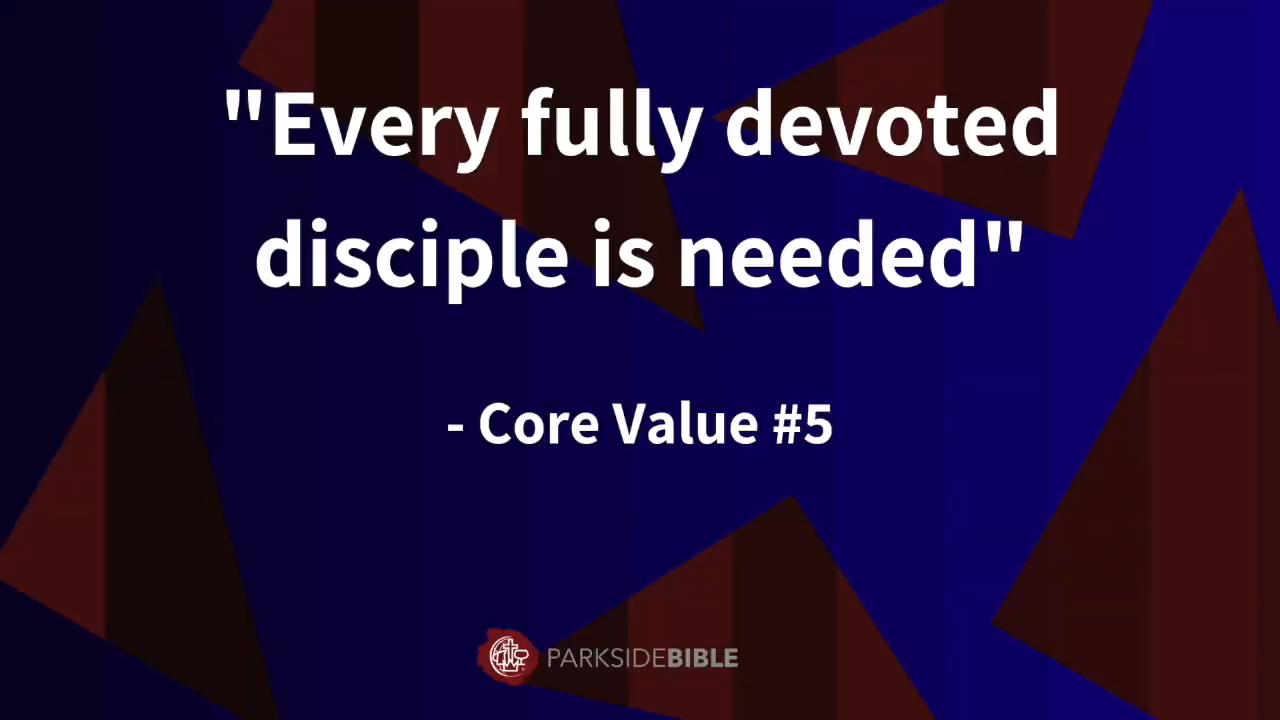 "Every fully devoted
disciple is needed"
- Core Value #5
PARKSIDEBIBLE